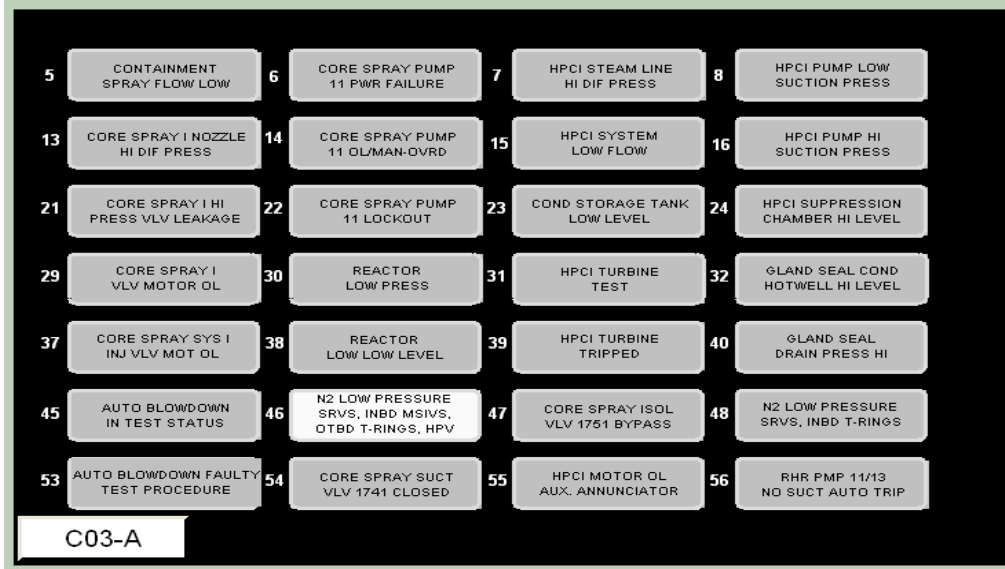 5 CONTAINMENT
SPRAY FLOW LOW
6 CORE SPRAY PUMP
11 PWR FAILURE
7 HPCI STEAM LINE
HI DIF PRESS
8 HPCI PUMP LOW
SUCTION PRESS
13 CORE SPRAY I NOZZLE
HI DIF PRESS
14 CORE SPRAY PUMP
11 OL/MAN-OVRD
15 HPCI SYSTEM
LOW FLOW
16 HPCI PUMP HI
SUCTION PRESS
21 CORE SPRAY I HI
PRESS VLV LEAKAGE
22 CORE SPRAY PUMP
11 LOCKOUT
23 COND STORAGE TANK
LOW LEVEL
24 HPCI SUPPRESSION
CHAMBER HI LEVEL
29 CORE SPRAY I
VLV MOTOR OL
30 REACTOR
LOW PRESS
31 HPCI TURBINE
TEST
32 GLAND SEAL COND
HOTWELL HI LEVEL
37 CORE SPRAY SYS I
INJ VLV MOT OL
38 REACTOR
LOW LOW LEVEL
39 HPCI TURBINE
TRIPPED
40 GLAND SEAL
DRAIN PRESS HI
45 AUTO BLOWDOWN
IN TEST STATUS
46 N2 LOW PRESSURE
SRVS, INBD MSIVS,
OTBD T-RINGS, HPV
47 CORE SPRAY ISOL
VLV 1751 BYPASS
48 N2 LOW PRESSURE
SRVS, INBD T-RINGS
53 AUTO BLOWDOWN FAULTY
TEST PROCEDURE
54 CORE SPRAY SUCT
VLV 1741 CLOSED
55 HPCI MOTOR OL
AUX. ANNUNCIATOR
56 RHR PMP 11/13
NO SUCT AUTO TRIP
C03-A